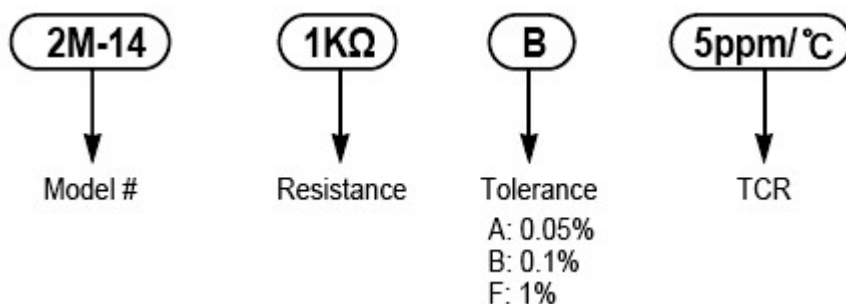 2M-14 1KΩ B 5ppm/℃
Model # Resistance Tolerance TCR
A: 0.05%
B: 0.1%
F: 1%